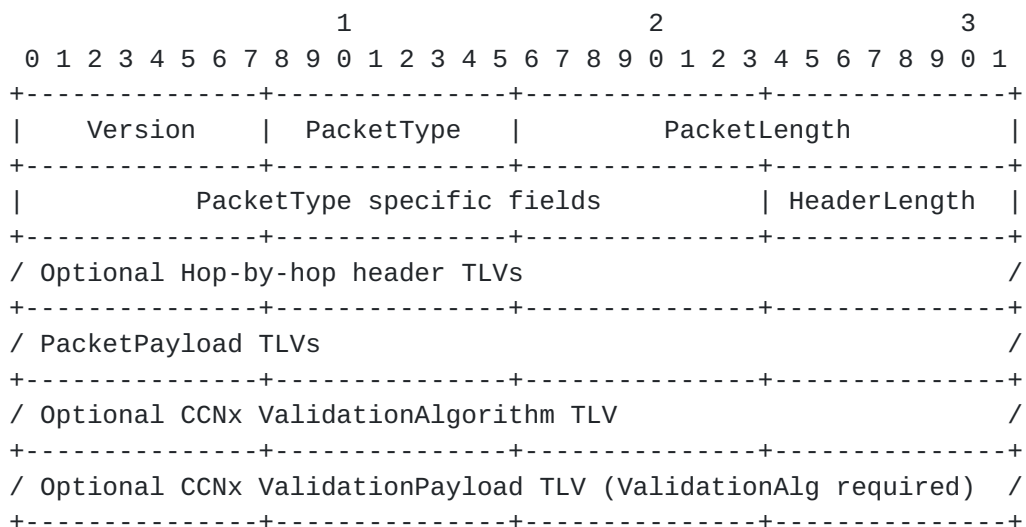 1                   2                   3
 0 1 2 3 4 5 6 7 8 9 0 1 2 3 4 5 6 7 8 9 0 1 2 3 4 5 6 7 8 9 0 1
+---------------+---------------+---------------+---------------+
|    Version    |  PacketType   |         PacketLength          |
+---------------+---------------+---------------+---------------+
|           PacketType specific fields          | HeaderLength  |
+---------------+---------------+---------------+---------------+
/ Optional Hop-by-hop header TLVs                               /
+---------------+---------------+---------------+---------------+
/ PacketPayload TLVs                                            /
+---------------+---------------+---------------+---------------+
/ Optional CCNx ValidationAlgorithm TLV                         /
+---------------+---------------+---------------+---------------+
/ Optional CCNx ValidationPayload TLV (ValidationAlg required)  /
+---------------+---------------+---------------+---------------+